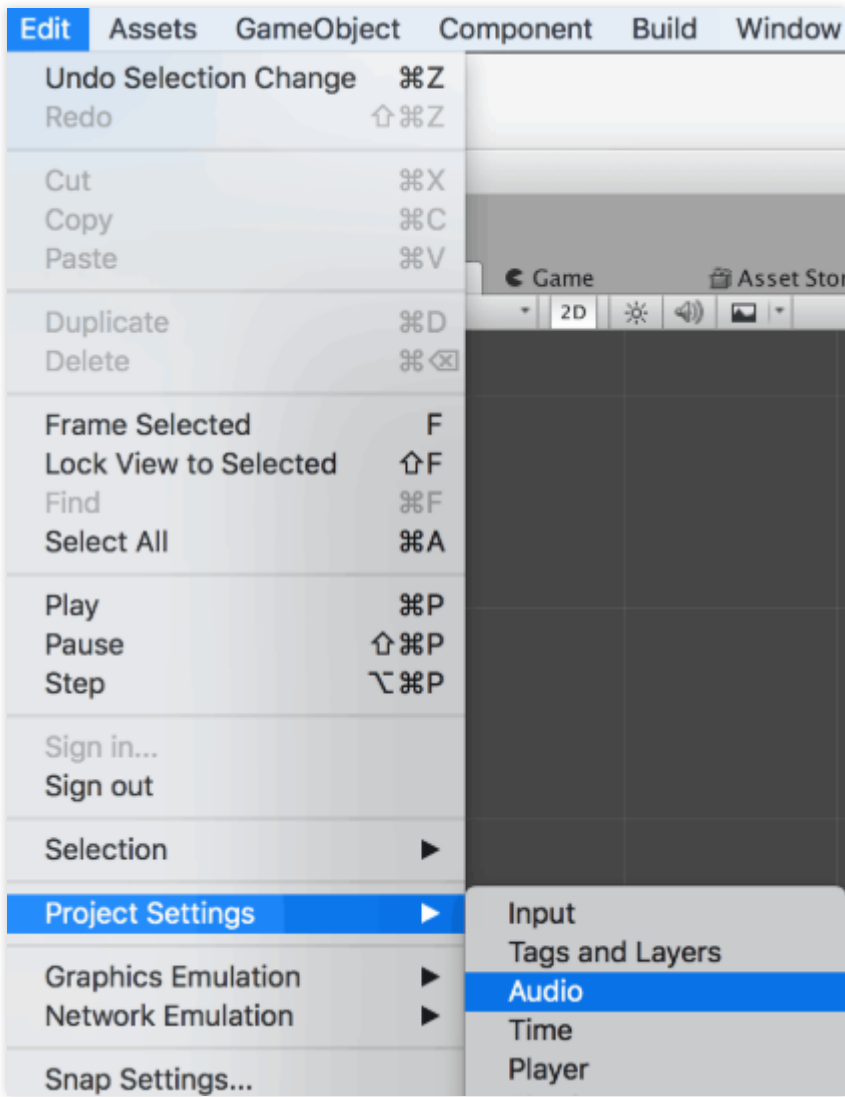 Edit Assets GameObject Component Build Window
Undo Selection Change ⌘Z
Redo ⇧⌘Z
Cut ⌘X
Copy ⌘C
Paste ⌘V
Game Asset Stor
2D
Duplicate ⌘D
Delete ⌘⌫
Frame Selected F
Lock View to Selected ⇧F
Find ⌘F
Select All ⌘A
Play ⌘P
Pause ⇧⌘P
Step ⌥⌘P
Sign in...
Sign out
Selection ▶
Project Settings ▶
Input
Tags and Layers
Graphics Emulation ▶
Audio
Network Emulation ▶
Time
Snap Settings...
Player